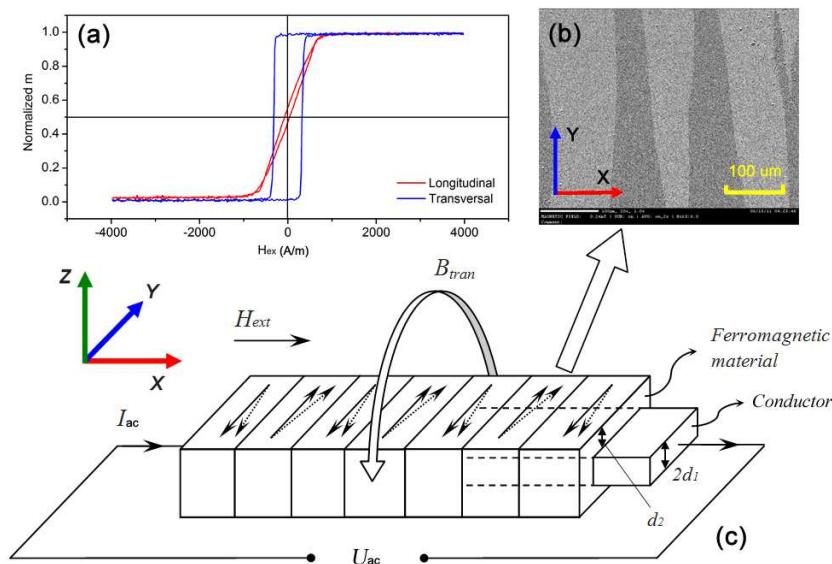 (a)
Normalized m
1.0
0.8
0.6
0.4
0.2
0.0
-4000
-2000
0
2000
4000
Hex (A/m)
Longitudinal
Transversal
(b)
Y
X
100 um
Z
Y
X
Hext
Btran
Ferromagnetic
material
Conductor
Iac
2d1
d2
(c)
Uac